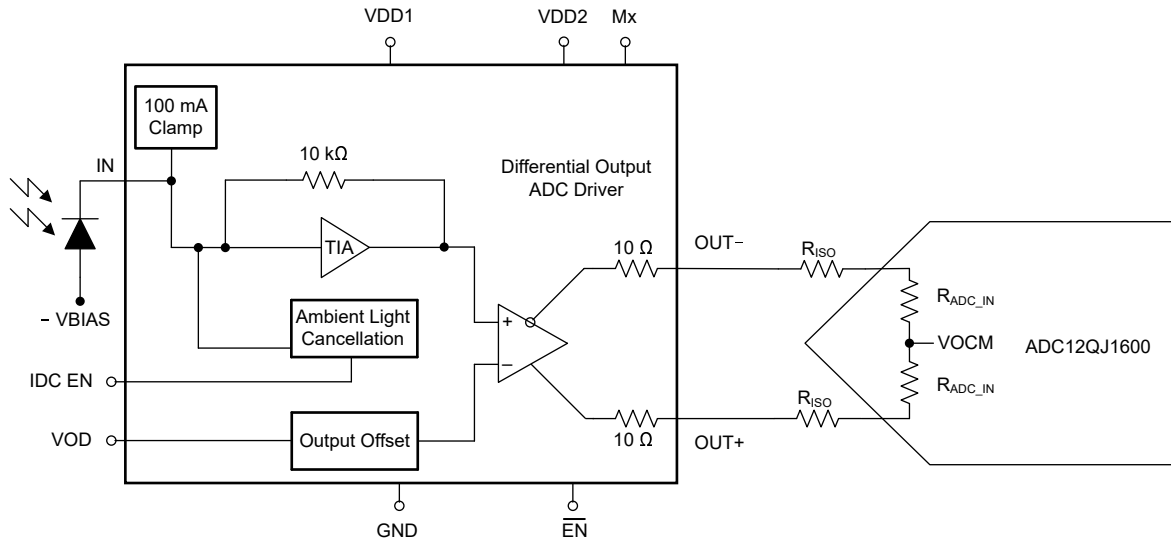 VDD1
VDD2
Mx
100 mA
Clamp
IN
10 kΩ
Differential Output
ADC Driver
TIA
10 Ω
OUT−
RISO
RADC_IN
− VBIAS
Ambient Light
Cancellation
+
−
VOCM
ADC12QJ1600
IDC EN
RISO
RADC_IN
VOD
Output Offset
10 Ω
OUT+
GND
EN